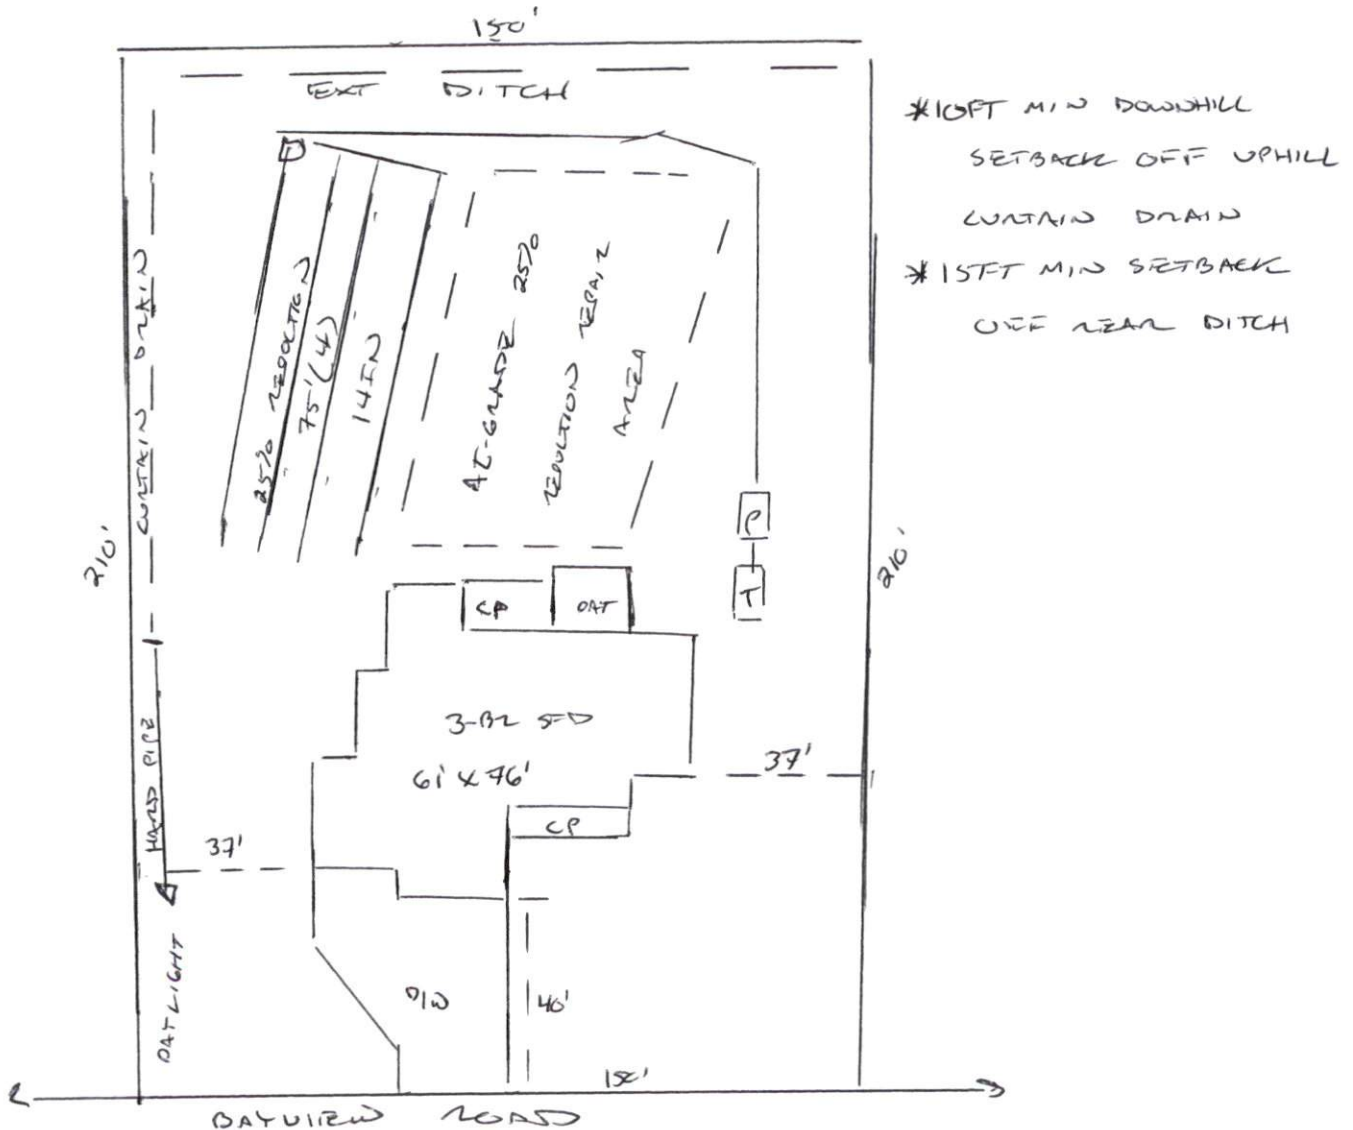 150'
EXT DITCH
*10FT MIN DOWNHILL
SETBACK OFF UPHILL
CURTAIN DRAIN
*15FT MIN SETBACK
OFF REAR DITCH
CURTAIN DRAIN
25% REDUCTION
75'(4)
14IN
AT-GRADE 25%
REDUCTION REPAIR
AREA
210'
210'
P
T
CP
3-BR SFD
61'X76'
37'
CP
HARD PIPE
37'
DAYLIGHT
D/W
40'
150'
BAYVIEW ROAD